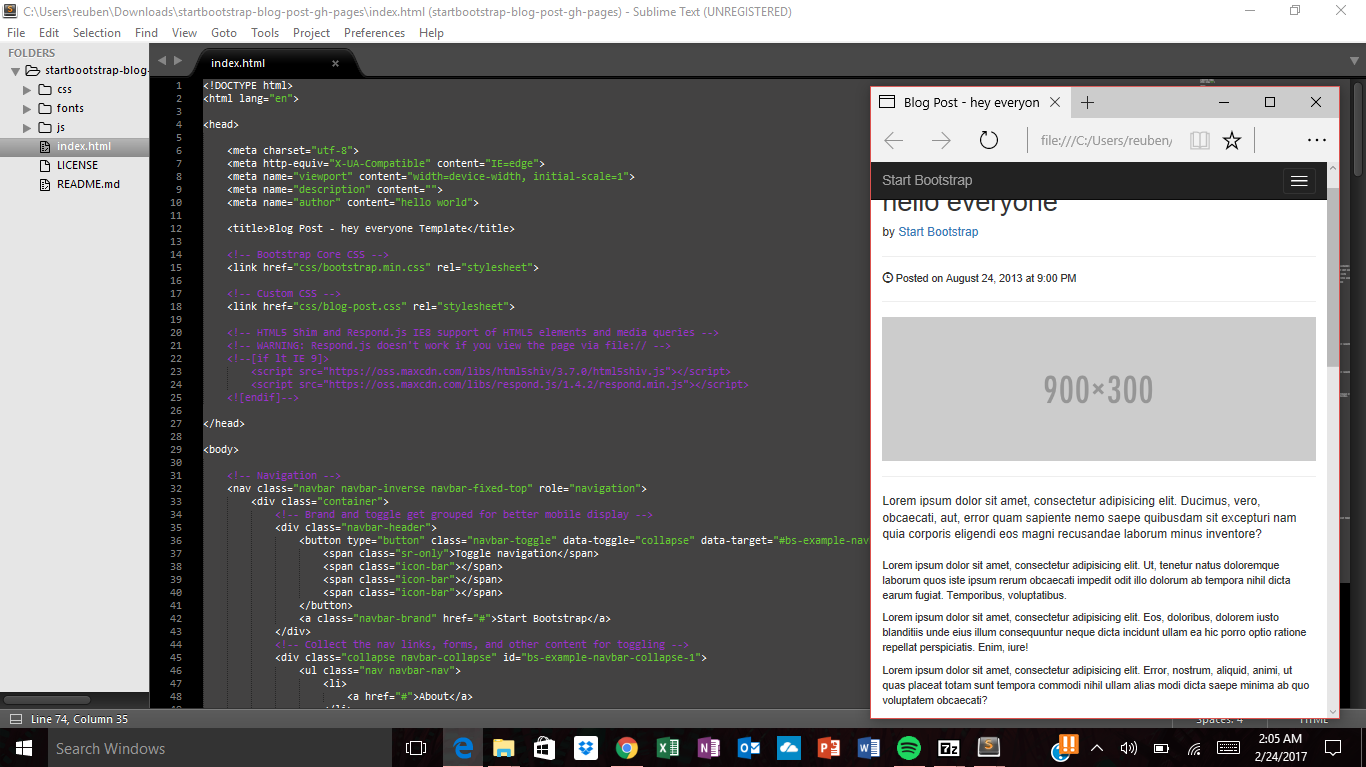 C:\Users\reuben\Downloads\startbootstrap-blog-post-gh-pages\index.html (startbootstrap-blog-post-gh-pages) - Sublime Text (UNREGISTERED)
File Edit Selection Find View Goto Tools Project Preferences Help
FOLDERS
startbootstrap-blog-
css
fonts
js
index.html
LICENSE
README.md
index.html
1 <!DOCTYPE html>
2 <html lang="en">
3
4 <head>
5
6 <meta charset="utf-8">
7 <meta http-equiv="X-UA-Compatible" content="IE=edge">
8 <meta name="viewport" content="width=device-width, initial-scale=1">
9 <meta name="description" content="">
10 <meta name="author" content="hello world">
11
12 <title>Blog Post - hey everyone Template</title>
13
14 <!-- Bootstrap Core CSS -->
15 <link href="css/bootstrap.min.css" rel="stylesheet">
16
17 <!-- Custom CSS -->
18 <link href="css/blog-post.css" rel="stylesheet">
19
20 <!-- HTML5 Shim and Respond.js IE8 support of HTML5 elements and media queries -->
21 <!-- WARNING: Respond.js doesn't work if you view the page via file:// -->
22 <!--[if lt IE 9]>
23 <script src="https://oss.maxcdn.com/libs/html5shiv/3.7.0/html5shiv.js"></script>
24 <script src="https://oss.maxcdn.com/libs/respond.js/1.4.2/respond.min.js"></script>
25 <![endif]-->
26
27 </head>
28
29 <body>
30
31 <!-- Navigation -->
32 <nav class="navbar navbar-inverse navbar-fixed-top" role="navigation">
33 <div class="container">
34 <!-- Brand and toggle get grouped for better mobile display -->
35 <div class="navbar-header">
36 <button type="button" class="navbar-toggle" data-toggle="collapse" data-target="#bs-example-nav
37 <span class="sr-only">Toggle navigation</span>
38 <span class="icon-bar"></span>
39 <span class="icon-bar"></span>
40 <span class="icon-bar"></span>
41 </button>
42 <a class="navbar-brand" href="#">Start Bootstrap</a>
43 </div>
44 <!-- Collect the nav links, forms, and other content for toggling -->
45 <div class="collapse navbar-collapse" id="bs-example-navbar-collapse-1">
46 <ul class="nav navbar-nav">
47 <li>
48 <a href="#">About</a>
49 </li>
Blog Post - hey everyon
file:///C:/Users/reuben/
Start Bootstrap
hello everyone
by Start Bootstrap
Posted on August 24, 2013 at 9:00 PM
900×300
Lorem ipsum dolor sit amet, consectetur adipisicing elit. Ducimus, vero,
obcaecati, aut, error quam sapiente nemo saepe quibusdam sit excepturi nam
quia corporis eligendi eos magni recusandae laborum minus inventore?
Lorem ipsum dolor sit amet, consectetur adipisicing elit. Ut, tenetur natus doloremque
laborum quos iste ipsum rerum obcaecati impedit odit illo dolorum ab tempora nihil dicta
earum fugiat. Temporibus, voluptatibus.
Lorem ipsum dolor sit amet, consectetur adipisicing elit. Eos, doloribus, dolorem iusto
blanditiis unde eius illum consequuntur neque dicta incidunt ullam ea hic porro optio ratione
repellat perspiciatis. Enim, iure!
Lorem ipsum dolor sit amet, consectetur adipisicing elit. Error, nostrum, aliquid, animi, ut
quas placeat totam sunt tempora commodi nihil ullam alias modi dicta saepe minima ab quo
voluptatem obcaecati?
Line 74, Column 35
Spaces: 4 HTML
Search Windows
2:05 AM
2/24/2017